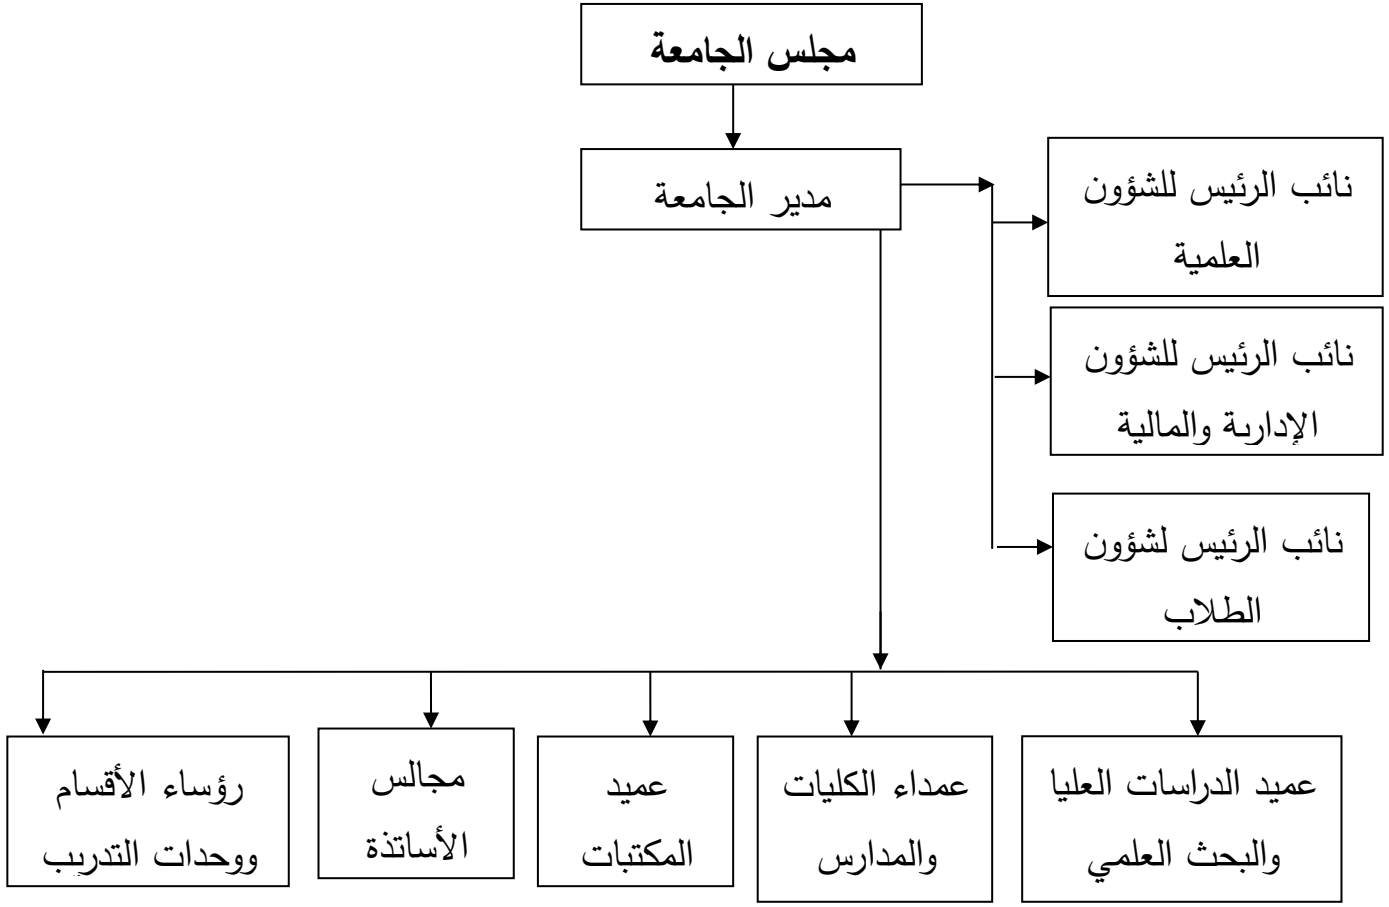 مجلس الجامعة
مدير الجامعة
نائب الرئيس للشؤون
العلمية
نائب الرئيس للشؤون
الإدارية والمالية
نائب الرئيس لشؤون
الطلاب
عميد الدراسات العليا
والبحث العلمي
عمداء الكليات
والمدارس
عميد
المكتبات
مجالس
الأساتذة
رؤساء الأقسام
ووحدات التدريب